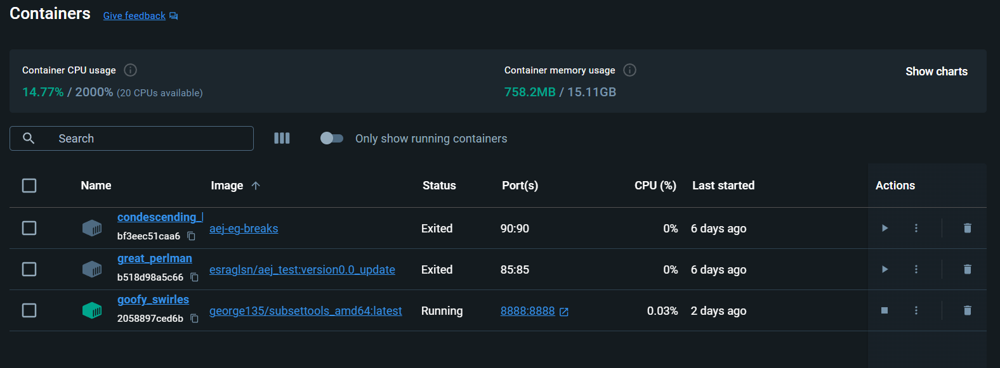 Containers Give feedback
Container CPU usage
14.77% / 2000% (20 CPUs available)
Container memory usage
758.2MB / 15.11GB
Show charts
Search
Only show running containers
Name Image Status Port(s) CPU (%) Last started Actions
condescending_
bf3eec51caa6 aej-eg-breaks Exited 90:90 0% 6 days ago
great_perlman
b518d98a5c66 esraglsn/aej_test:version0.0_update Exited 85:85 0% 6 days ago
goofy_swirles
2058897ced6b george135/subsettools_amd64:latest Running 8888:8888 0.03% 2 days ago